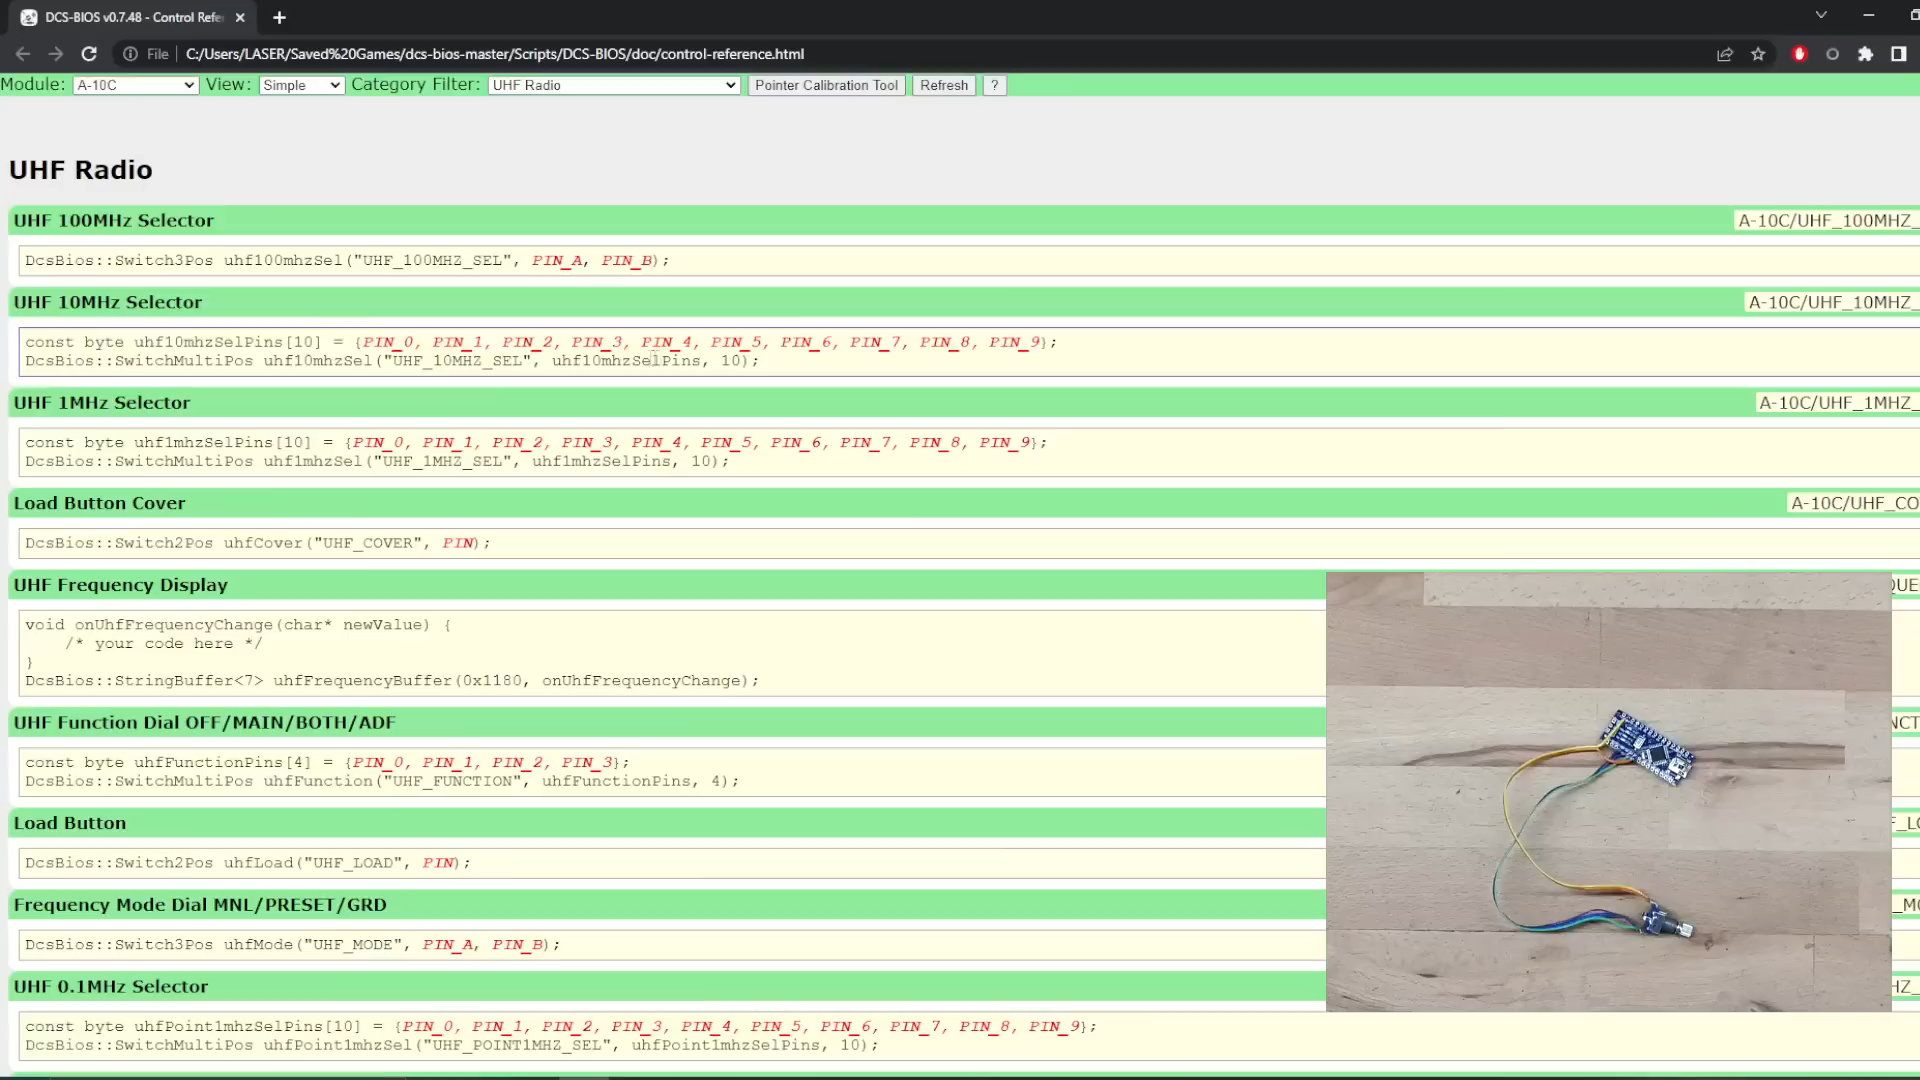 DCS-BIOS v0.7.48 - Control Refe
File
C:/Users/LASER/Saved%20Games/dcs-bios-master/Scripts/DCS-BIOS/doc/control-reference.html
Module: A-10C View: Simple Category Filter: UHF Radio Pointer Calibration Tool Refresh ?
UHF Radio
UHF 100MHz Selector A-10C/UHF_100MHZ_
DcsBios::Switch3Pos uhf100mhzSel("UHF_100MHZ_SEL", PIN_A, PIN_B);
UHF 10MHz Selector A-10C/UHF_10MHZ_
const byte uhf10mhzSelPins[10] = {PIN_0, PIN_1, PIN_2, PIN_3, PIN_4, PIN_5, PIN_6, PIN_7, PIN_8, PIN_9};
DcsBios::SwitchMultiPos uhf10mhzSel("UHF_10MHZ_SEL", uhf10mhzSelPins, 10);
UHF 1MHz Selector A-10C/UHF_1MHZ_
const byte uhf1mhzSelPins[10] = {PIN_0, PIN_1, PIN_2, PIN_3, PIN_4, PIN_5, PIN_6, PIN_7, PIN_8, PIN_9};
DcsBios::SwitchMultiPos uhf1mhzSel("UHF_1MHZ_SEL", uhf1mhzSelPins, 10);
Load Button Cover A-10C/UHF_CO
DcsBios::Switch2Pos uhfCover("UHF_COVER", PIN);
UHF Frequency Display QUE
void onUhfFrequencyChange(char* newValue) {
/* your code here */
}
DcsBios::StringBuffer<7> uhfFrequencyBuffer(0x1180, onUhfFrequencyChange);
UHF Function Dial OFF/MAIN/BOTH/ADF NCT
const byte uhfFunctionPins[4] = {PIN_0, PIN_1, PIN_2, PIN_3};
DcsBios::SwitchMultiPos uhfFunction("UHF_FUNCTION", uhfFunctionPins, 4);
Load Button F_LO
DcsBios::Switch2Pos uhfLoad("UHF_LOAD", PIN);
Frequency Mode Dial MNL/PRESET/GRD _MO
DcsBios::Switch3Pos uhfMode("UHF_MODE", PIN_A, PIN_B);
UHF 0.1MHz Selector HZ_
const byte uhfPoint1mhzSelPins[10] = {PIN_0, PIN_1, PIN_2, PIN_3, PIN_4, PIN_5, PIN_6, PIN_7, PIN_8, PIN_9};
DcsBios::SwitchMultiPos uhfPoint1mhzSel("UHF_POINT1MHZ_SEL", uhfPoint1mhzSelPins, 10);